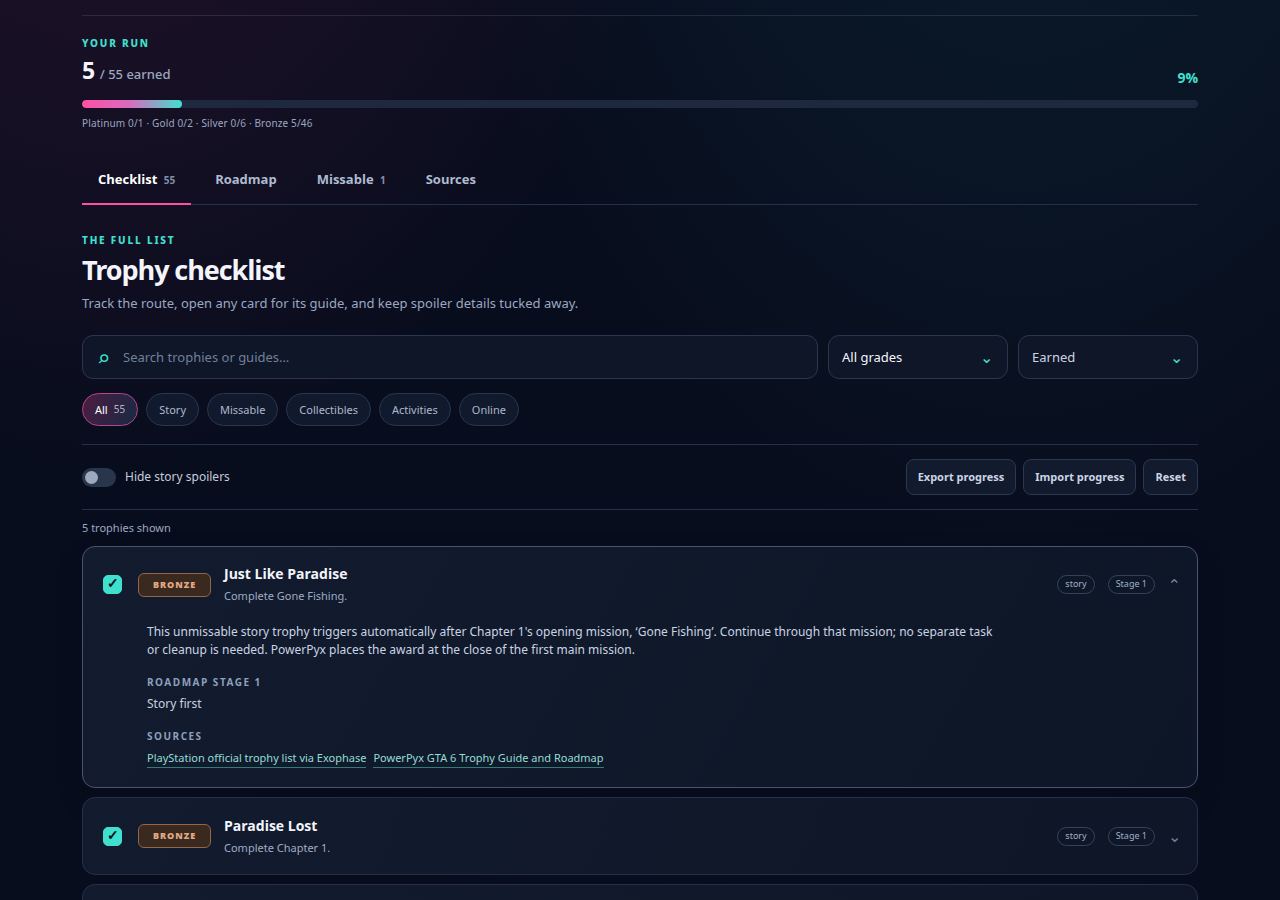 YOUR RUN
5 / 55 earned
9%
Platinum 0/1 · Gold 0/2 · Silver 0/6 · Bronze 5/46
Checklist 55 Roadmap Missable 1 Sources
THE FULL LIST
Trophy checklist
Track the route, open any card for its guide, and keep spoiler details tucked away.
Search trophies or guides... All grades Earned
All 55 Story Missable Collectibles Activities Online
Hide story spoilers Export progress Import progress Reset
5 trophies shown
BRONZE Just Like Paradise story Stage 1
Complete Gone Fishing.
This unmissable story trophy triggers automatically after Chapter 1's opening mission, ‘Gone Fishing’. Continue through that mission; no separate task
or cleanup is needed. PowerPyx places the award at the close of the first main mission.
ROADMAP STAGE 1
Story first
SOURCES
PlayStation official trophy list via Exophase PowerPyx GTA 6 Trophy Guide and Roadmap
BRONZE Paradise Lost story Stage 1
Complete Chapter 1.